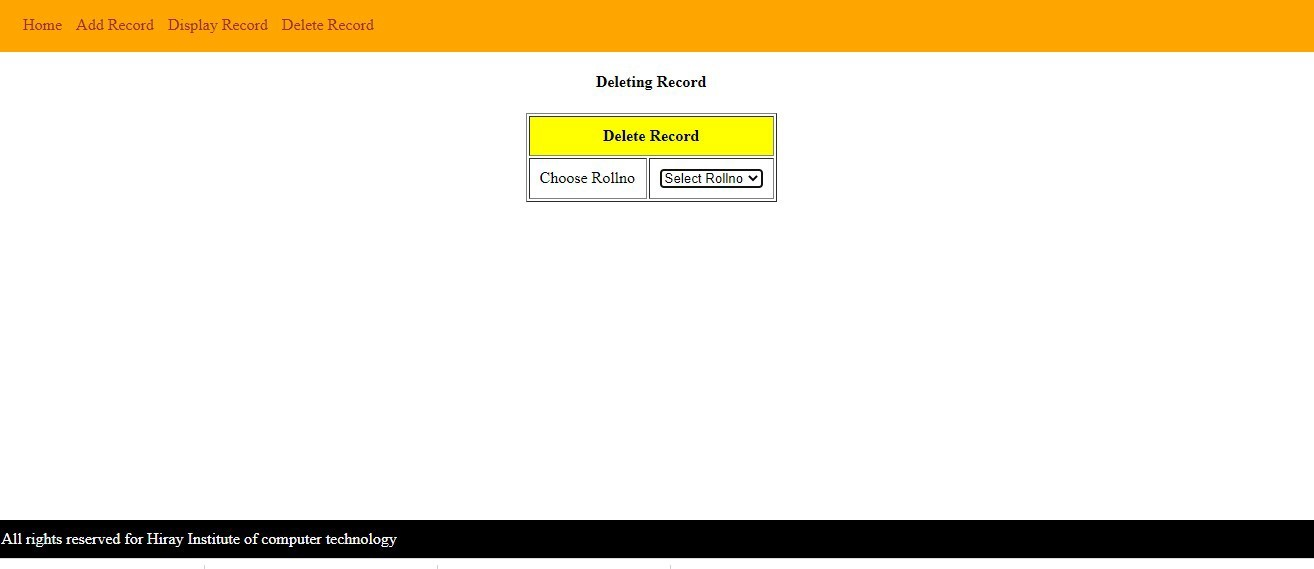 Home Add Record Display Record Delete Record
Deleting Record
Delete Record
Choose Rollno Select Rollno
All rights reserved for Hiray Institute of computer technology